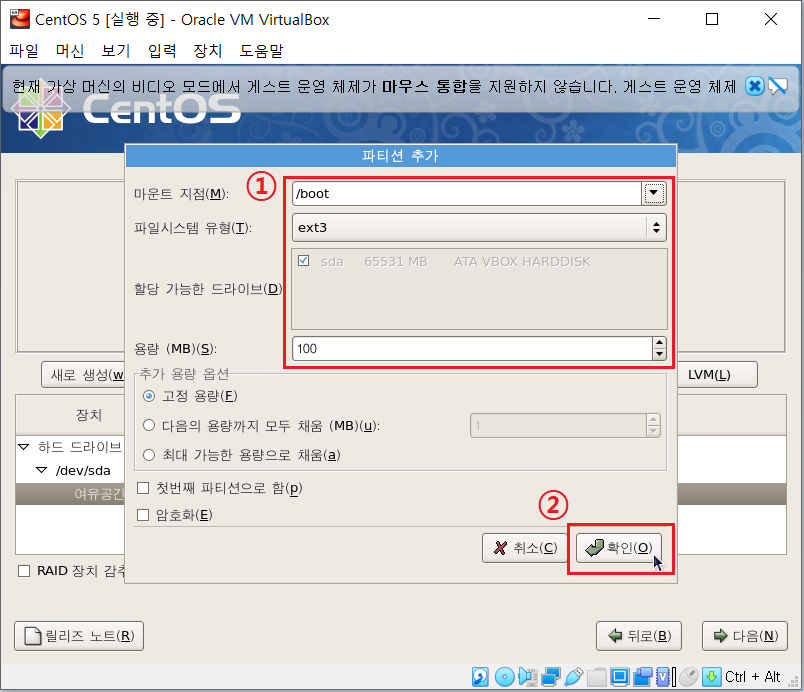 CentOS 5 [실행 중] - Oracle VM VirtualBox
파일 머신 보기 입력 장치 도움말
현재 가상 머신의 비디오 모드에서 게스트 운영 체제가 마우스 통합을 지원하지 않습니다. 게스트 운영 체제
CentOS
파티션 추가
①
마운트 지점(M): /boot
파일시스템 유형(T): ext3
할당 가능한 드라이브(D) sda 65531 MB ATA VBOX HARDDISK
용량 (MB)(S): 100
새로 생성(w
LVM(L)
추가 용량 옵션
고정 용량(F)
다음의 용량까지 모두 채움 (MB)(u): 1
최대 가능한 용량으로 채움(a)
장치
하드 드라이브
/dev/sda
여유공간
첫번째 파티션으로 함(p)
암호화(E)
②
취소(C) 확인(O)
RAID 장치 감추
릴리즈 노트(R) 뒤로(B) 다음(N)
Ctrl + Alt